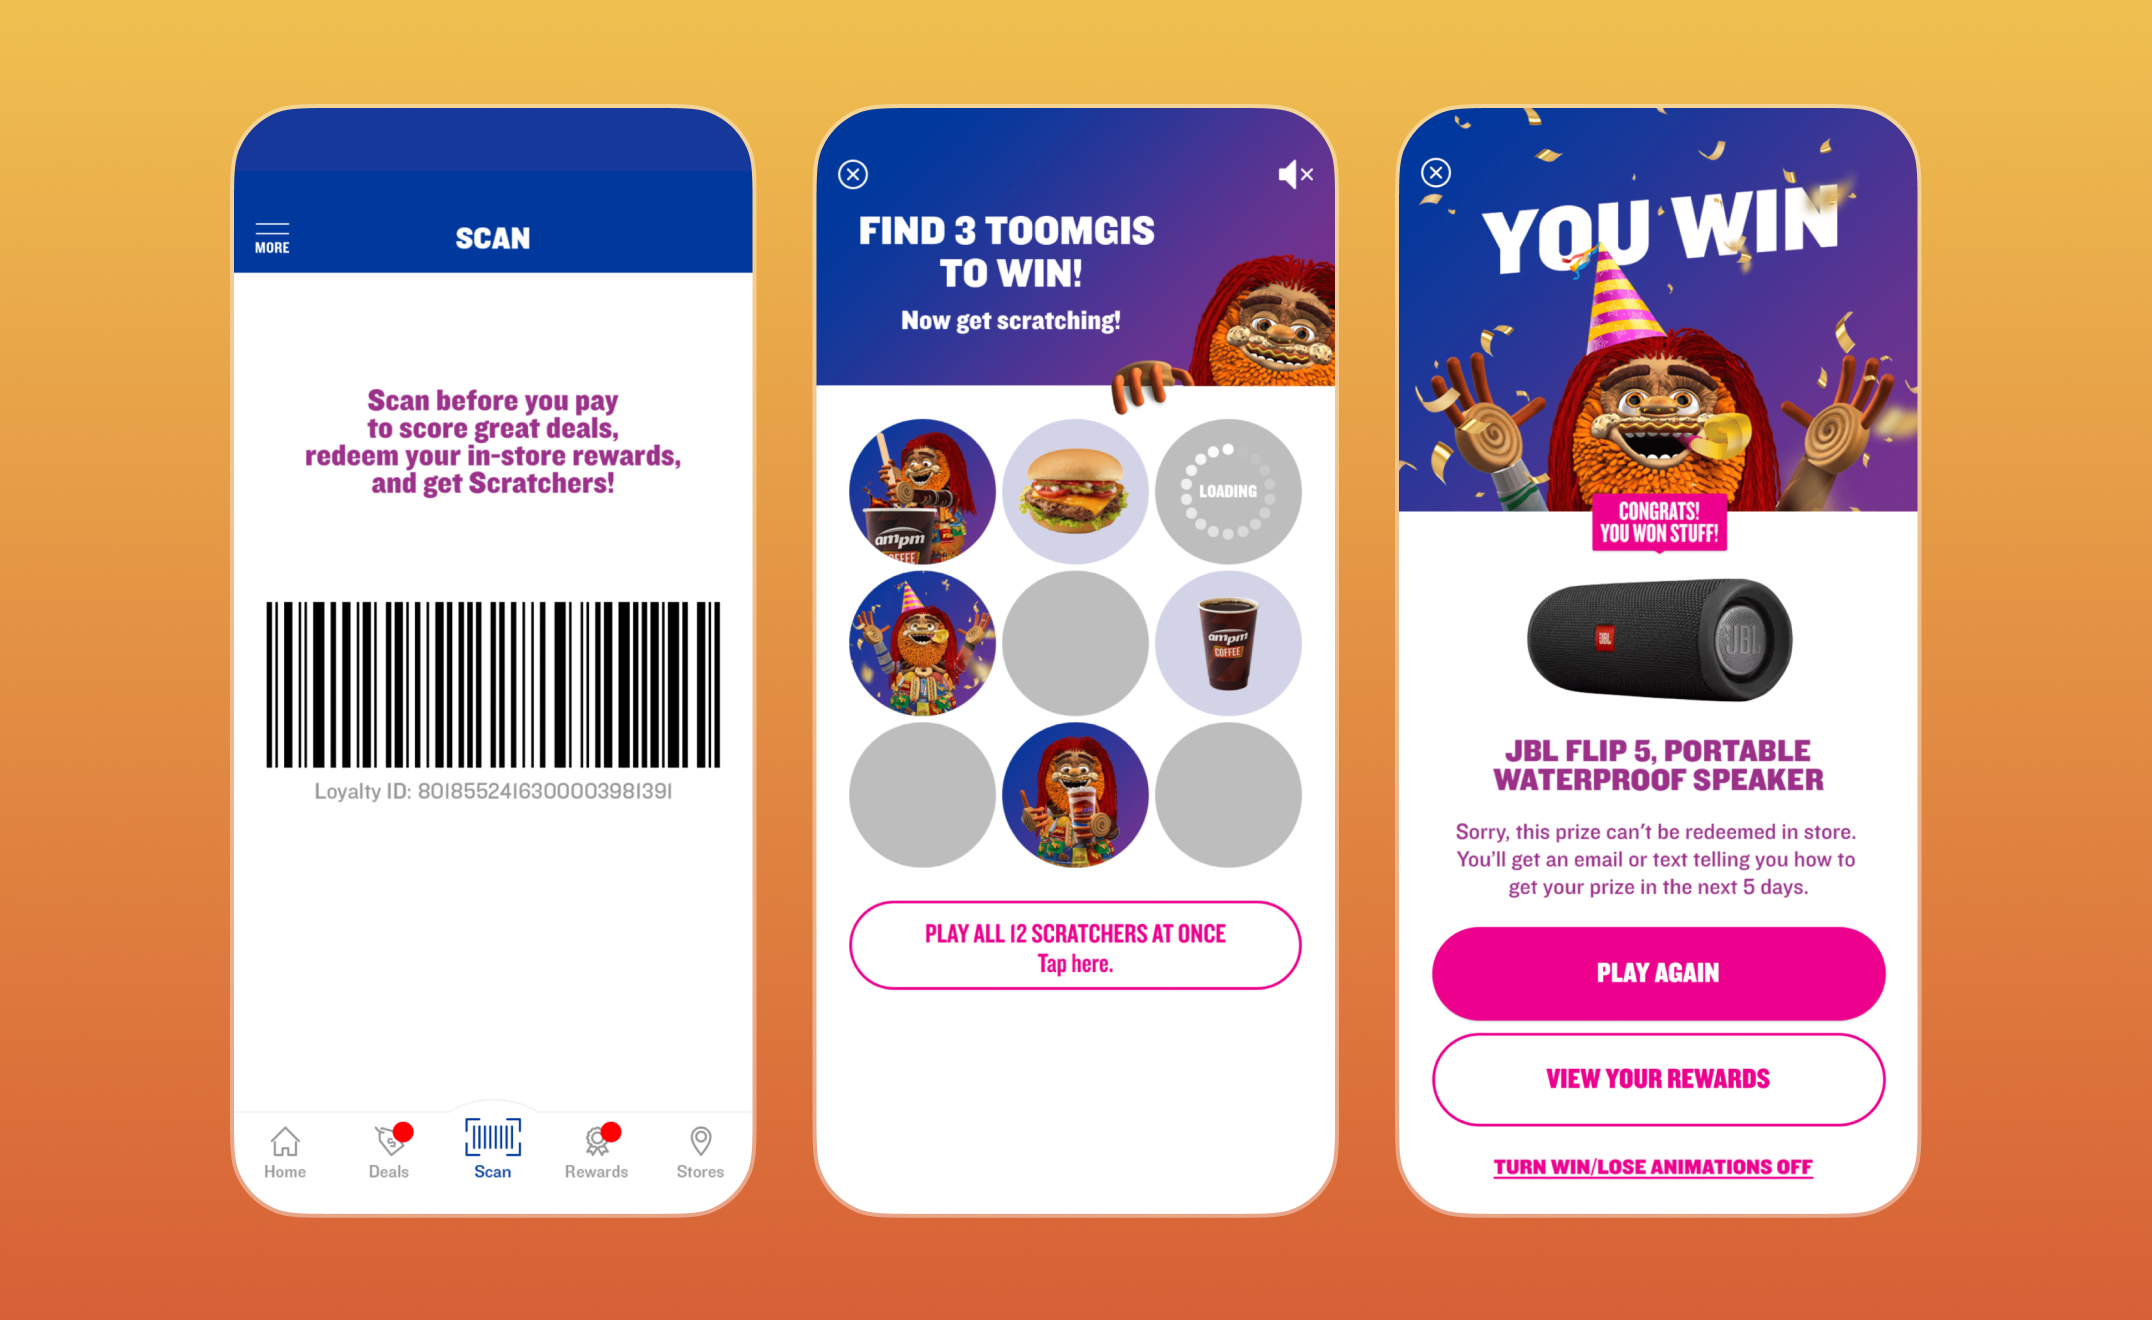 MORE
SCAN
Scan before you pay
to score great deals,
redeem your in-store rewards,
and get Scratchers!
Loyalty ID: 8018552416300003981391
Home
Deals
Scan
Rewards
Stores
FIND 3 TOOMGIS
TO WIN!
Now get scratching!
ampm
COFFEE
LOADING
ampm
COFFEE
PLAY ALL 12 SCRATCHERS AT ONCE
Tap here.
YOU WIN
CONGRATS!
YOU WON STUFF!
JBL
JBL
JBL FLIP 5, PORTABLE
WATERPROOF SPEAKER
Sorry, this prize can't be redeemed in store.
You'll get an email or text telling you how to
get your prize in the next 5 days.
PLAY AGAIN
VIEW YOUR REWARDS
TURN WIN/LOSE ANIMATIONS OFF